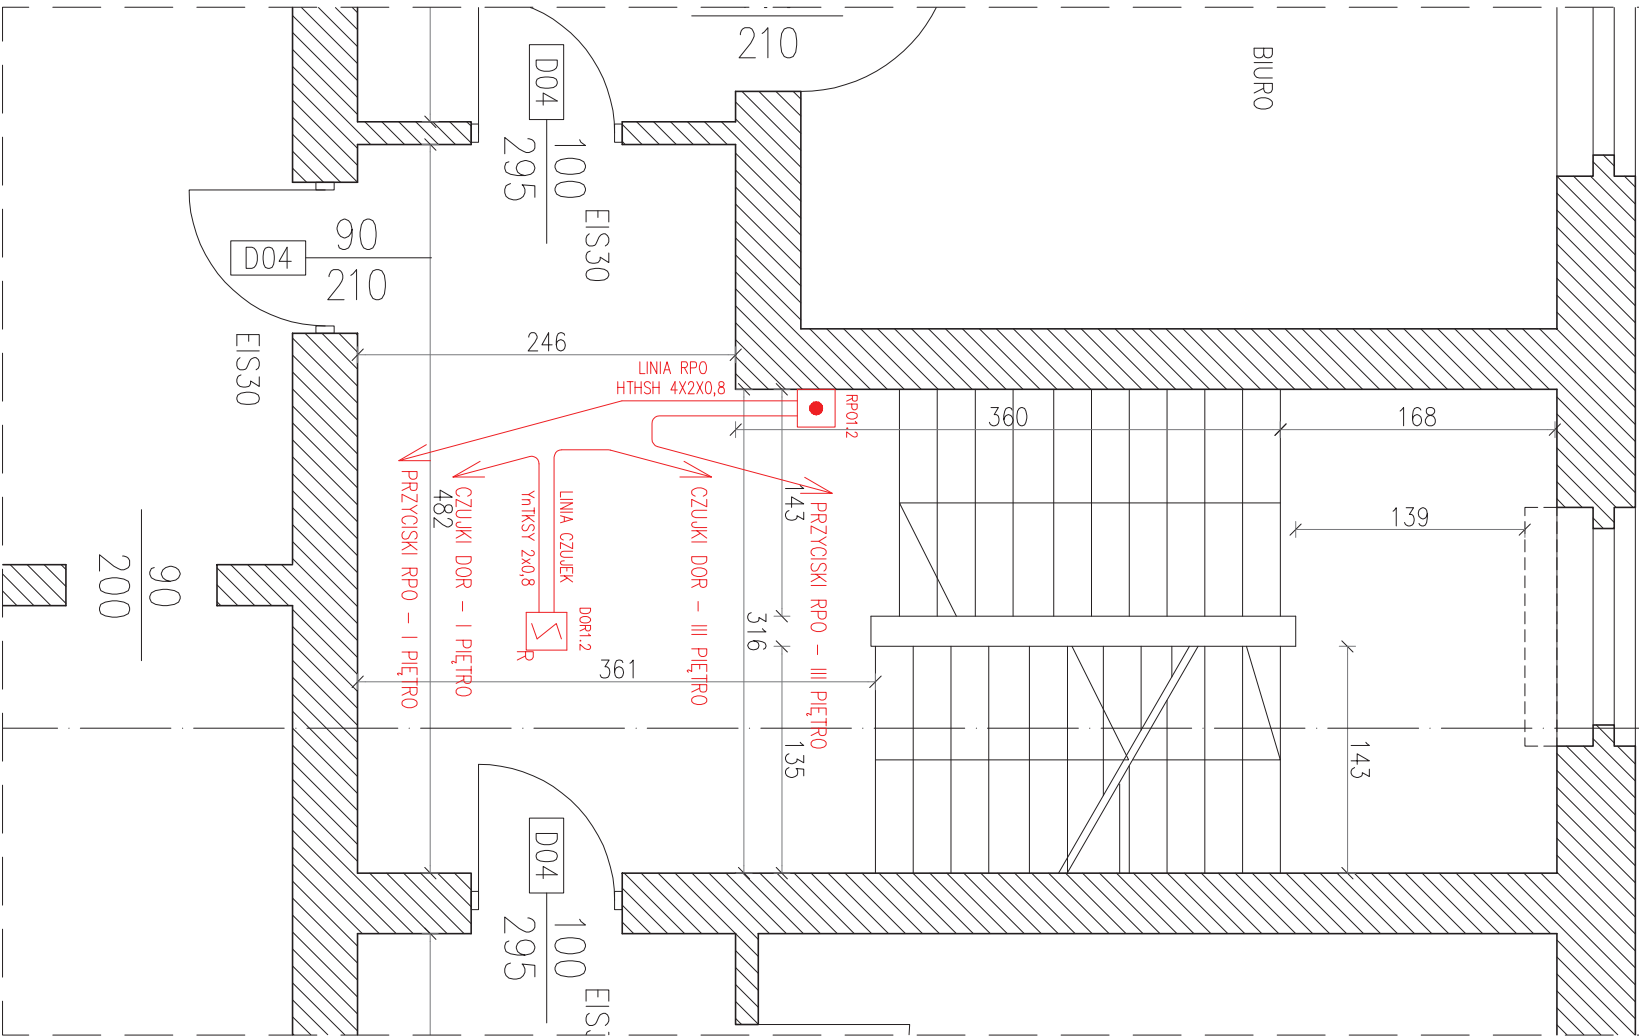 210
BIURO
D04
100
295
EIS30
90
210
D04
EIS30
246
LINIA RPO
HTHSH 4X2X0,8
RPO1.2
360
168
139
143
PRZYCISKI RPO - I PIĘTRO
482
CZUJKI DOR - I PIĘTRO
YnTKSY 2x0,8
LINIA CZUJEK
DOR1.2
R
CZUJKI DOR - III PIĘTRO
PRZYCISKI RPO - III PIĘTRO
316
361
135
143
90
200
D04
100
295